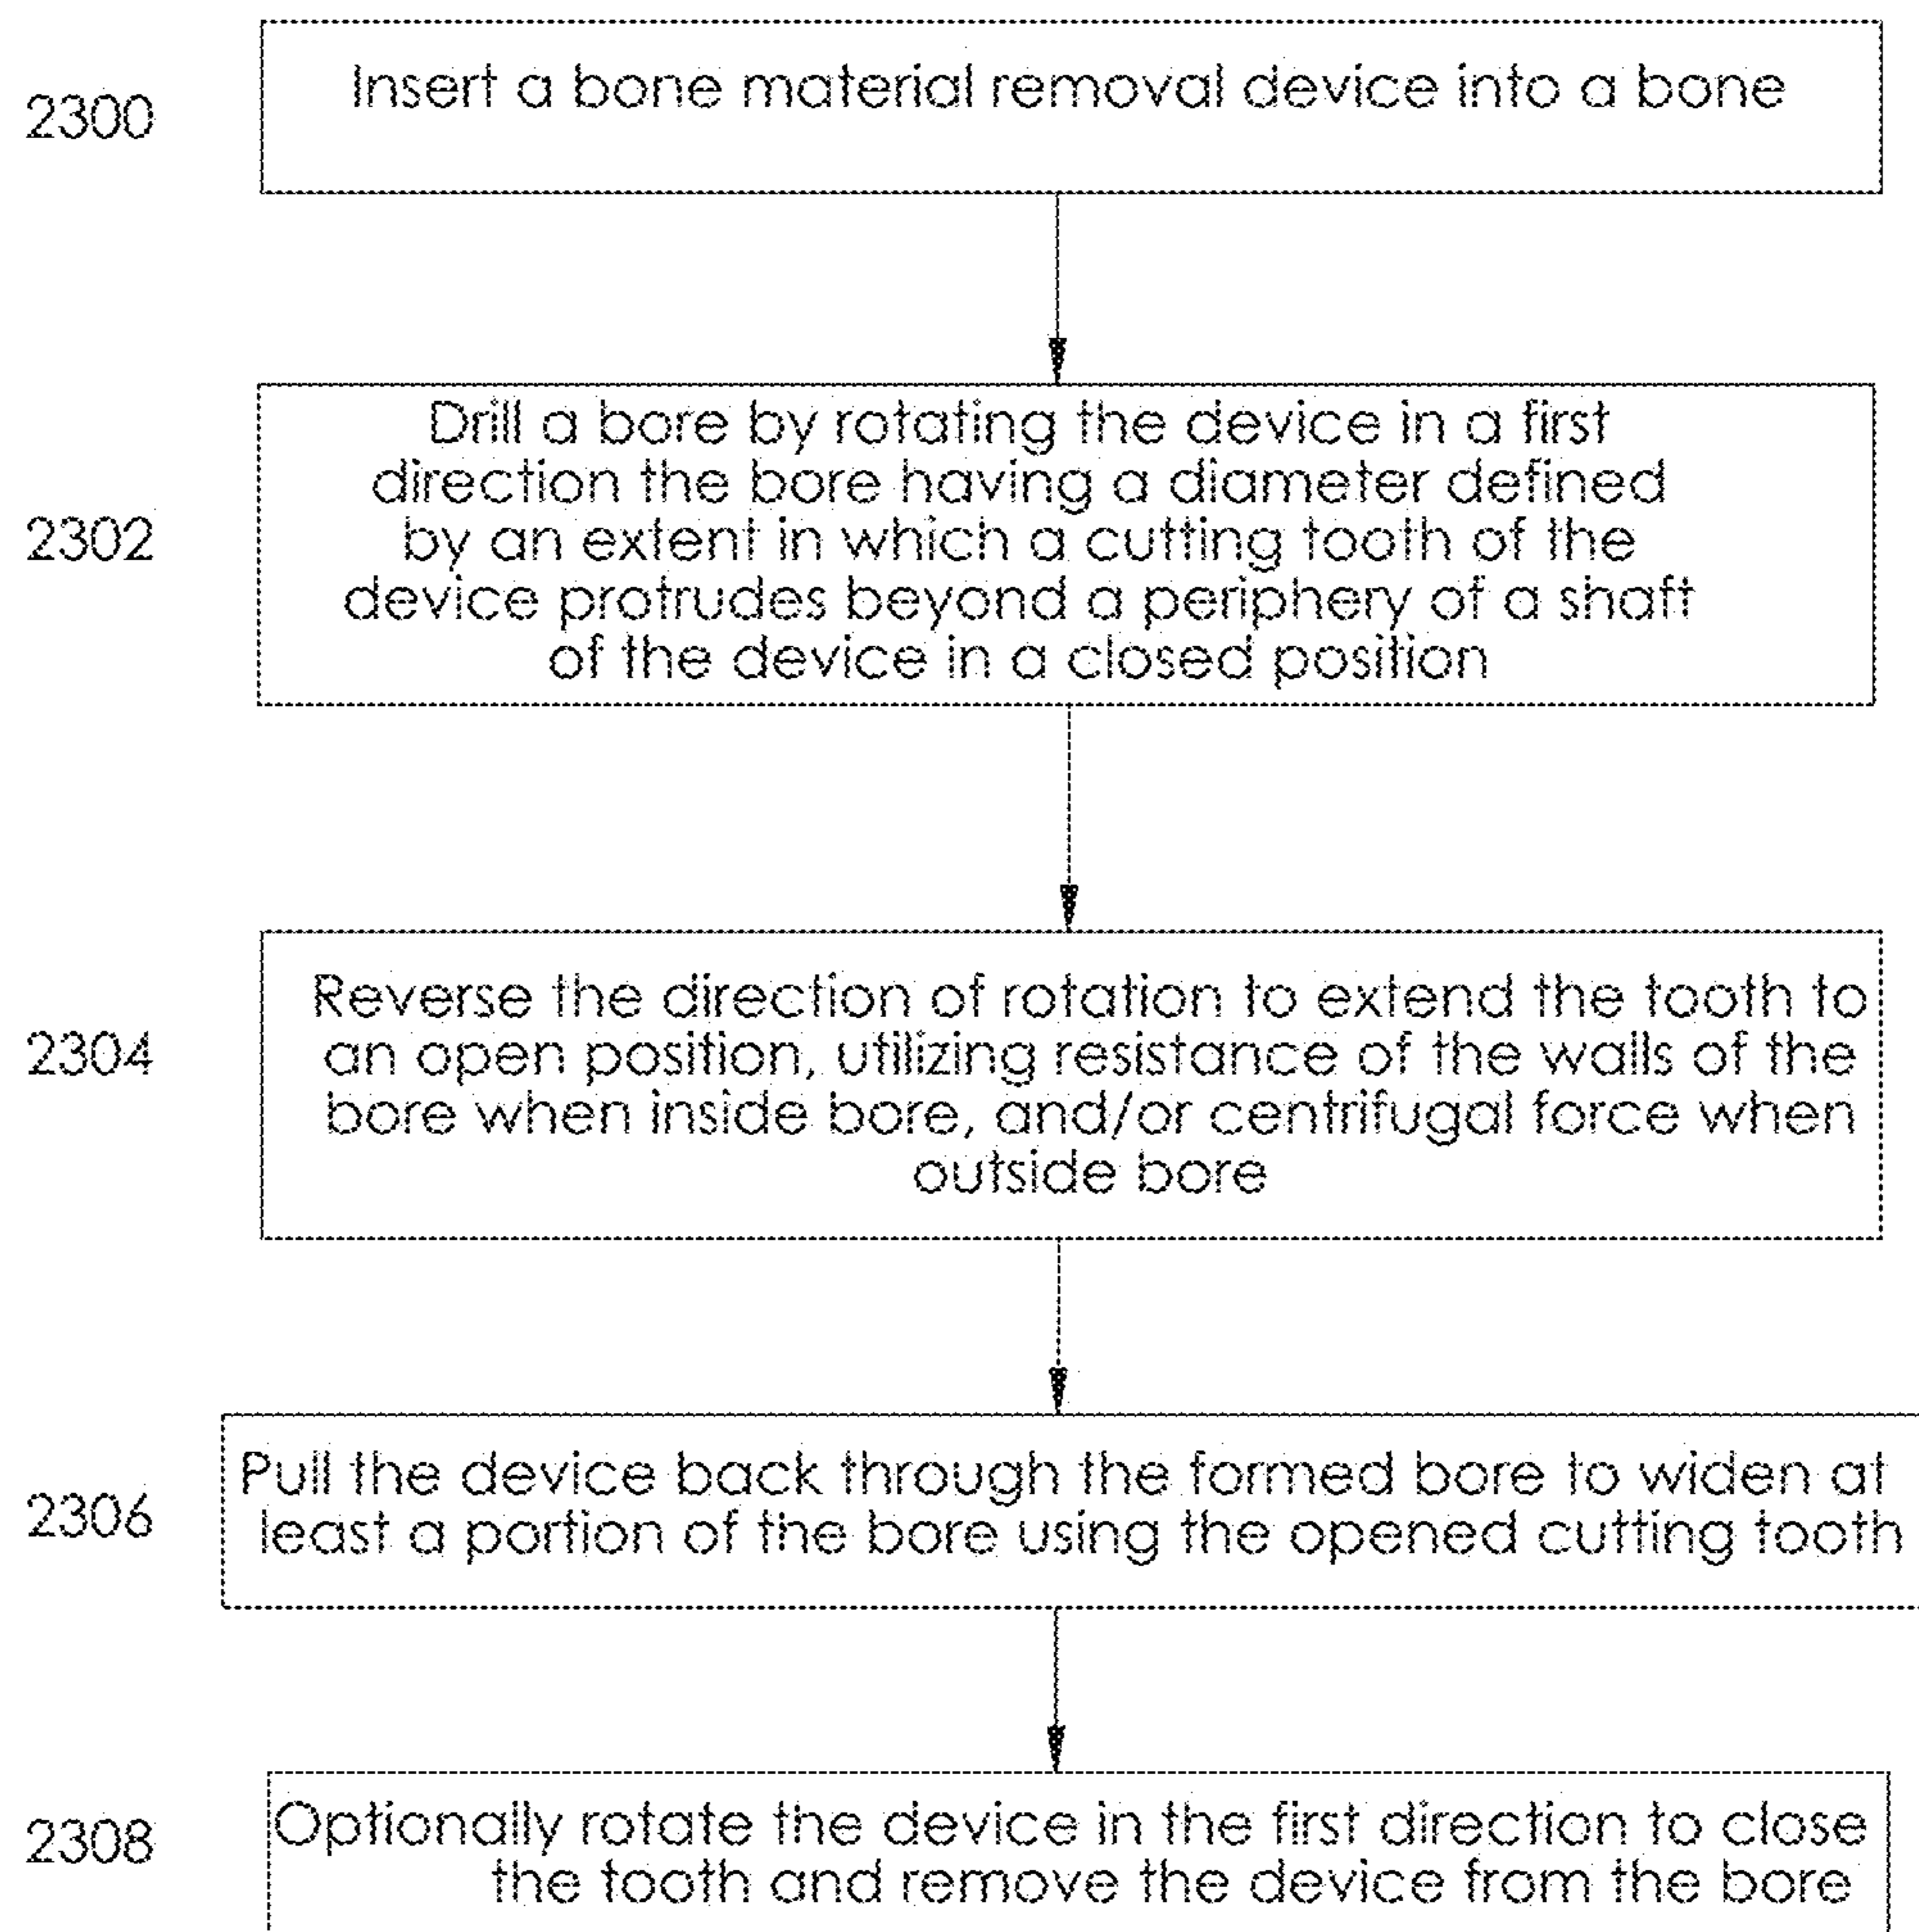 2300
Insert a bone material removal device into a bone
2302
Drill a bore by rotating the device in a first
direction the bore having a diameter defined
by an extent in which a cutting tooth of the
device protrudes beyond a periphery of a shaft
of the device in a closed position
2304
Reverse the direction of rotation to extend the tooth to
an open position, utilizing resistance of the walls of the
bore when inside bore, and/or centrifugal force when
outside bore
2306
Pull the device back through the formed bore to widen at
least a portion of the bore using the opened cutting tooth
2308
Optionally rotate the device in the first direction to close
the tooth and remove the device from the bore